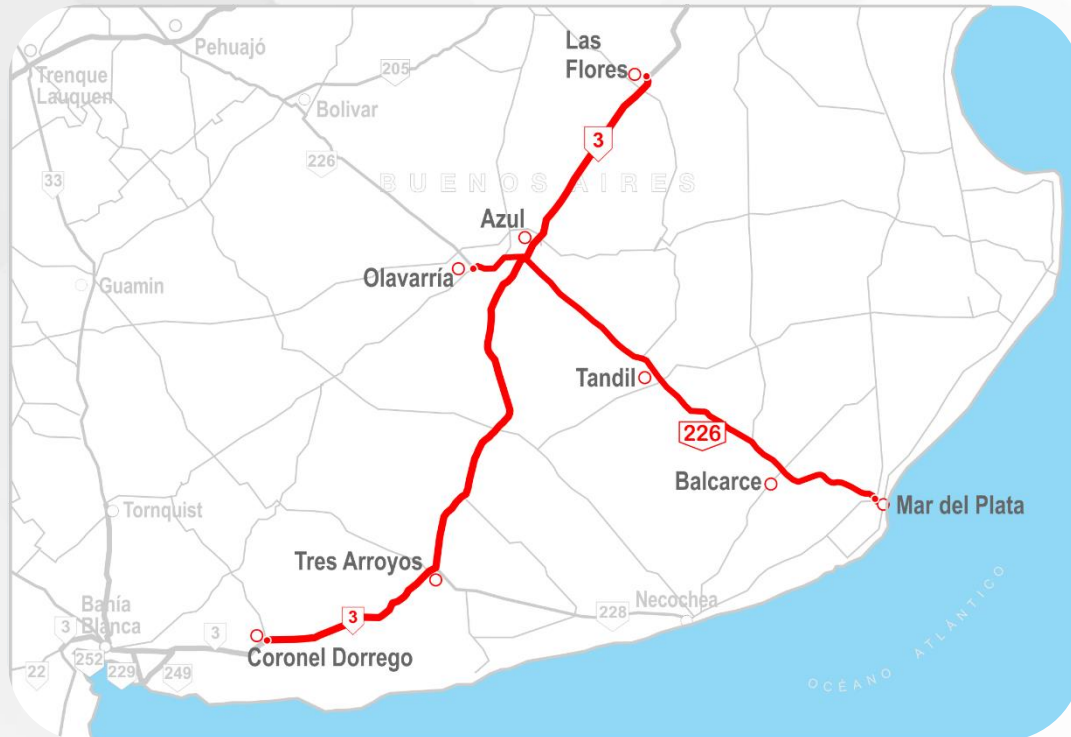 Las
Flores
Pehuajó
205
Trenque
Lauquen
Bolivar
3
226
33
BUENOS AIRES
Azul
Olavarría
Guamin
Tandil
226
Balcarce
Mar del Plata
Tornquist
Tres Arroyos
Necochea
228
3
Bahía
Blanca
3
3
Coronel Dorrego
252
22
229
249
OCÉANO ATLÁNTICO